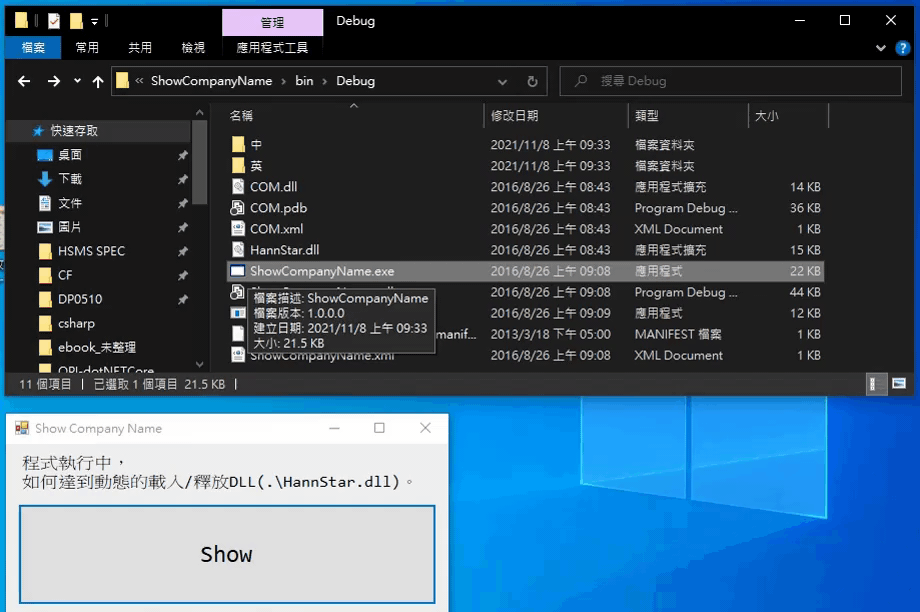 管理
Debug
檔案
常用
共用
檢視
應用程式工具
« ShowCompanyName › bin › Debug
搜尋 Debug
名稱
修改日期
類型
大小
快速存取
桌面
下載
文件
圖片
HSMS SPEC
CF
DP0510
csharp
ebook_未整理
中 2021/11/8 上午 09:33 檔案資料夾
英 2021/11/8 上午 09:33 檔案資料夾
COM.dll 2016/8/26 上午 08:43 應用程式擴充 14 KB
COM.pdb 2016/8/26 上午 08:43 Program Debug ... 36 KB
COM.xml 2016/8/26 上午 08:43 XML Document 1 KB
HannStar.dll 2016/8/26 上午 08:43 應用程式擴充 15 KB
ShowCompanyName.exe 2016/8/26 上午 09:08 應用程式 22 KB
2016/8/26 上午 09:08 Program Debug ... 44 KB
2016/8/26 上午 09:09 應用程式 12 KB
manif... 2013/3/18 下午 05:00 MANIFEST 檔案 1 KB
ShowCompanyName.xml 2016/8/26 上午 09:08 XML Document 1 KB
檔案描述: ShowCompanyName
檔案版本: 1.0.0.0
建立日期: 2021/11/8 上午 09:33
大小: 21.5 KB
11 個項目
已選取 1 個項目 21.5 KB
Show Company Name
程式執行中，
如何達到動態的載入/釋放DLL(.\HannStar.dll)。
Show